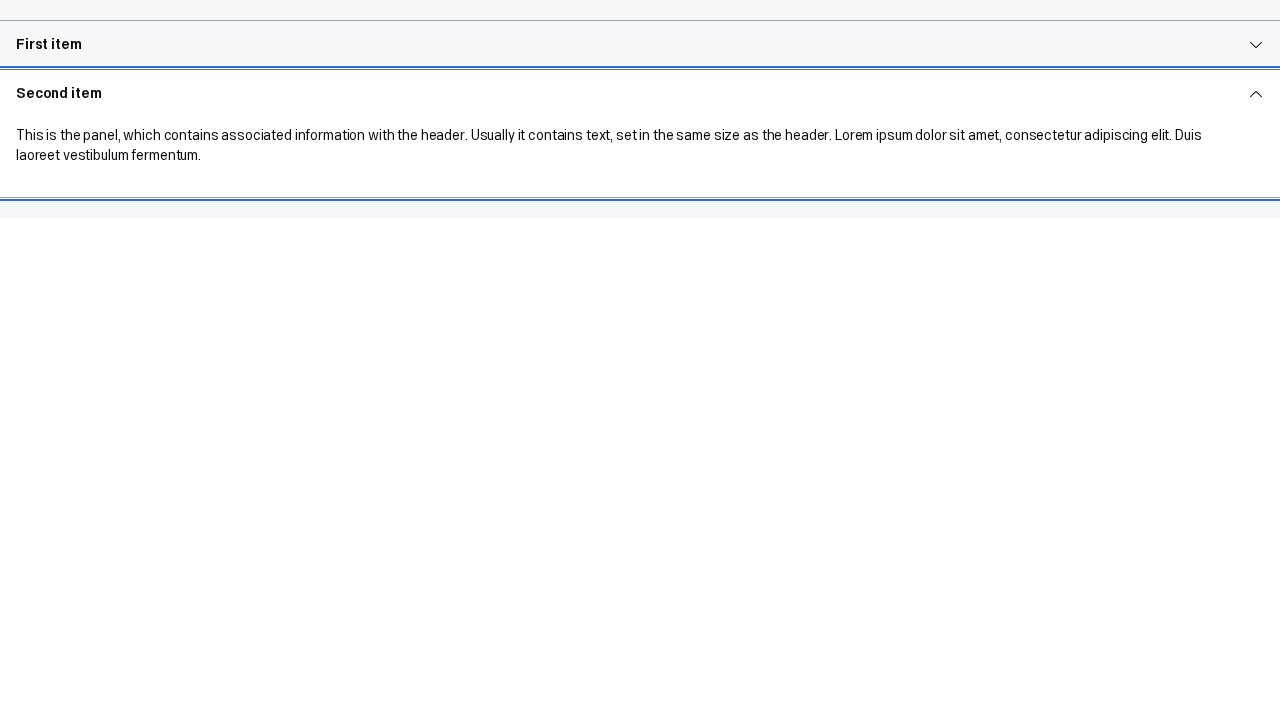 First item
Second item
This is the panel, which contains associated information with the header. Usually it contains text, set in the same size as the header. Lorem ipsum dolor sit amet, consectetur adipiscing elit. Duis
laoreet vestibulum fermentum.